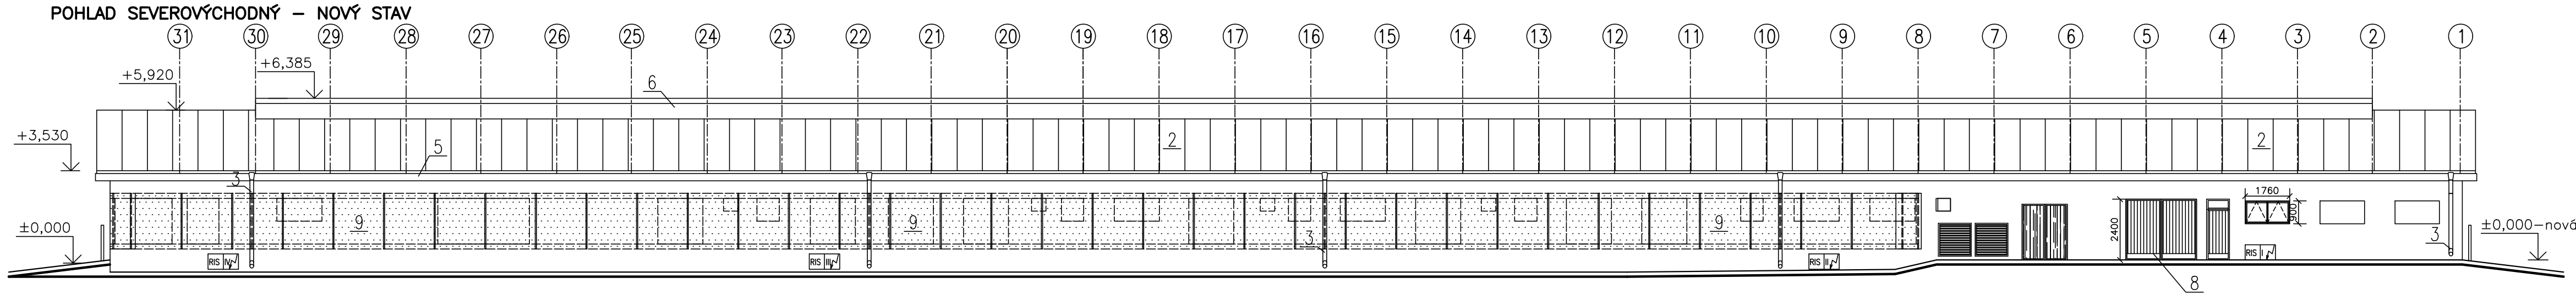 POHLAD SEVEROVÝCHODNÝ – NOVÝ STAV
31 30 29 28 27 26 25 24 23 22 21 20 19 18 17 16 15 14 13 12 11 10 9 8 7 6 5 4 3 2 1
+6,385
+5,920
6
+3,530
5
2
2
3
1760
900
2400
9
9
9
3
3
±0,000
±0,000–nová
RIS IV
RIS III
RIS II
RIS I
8